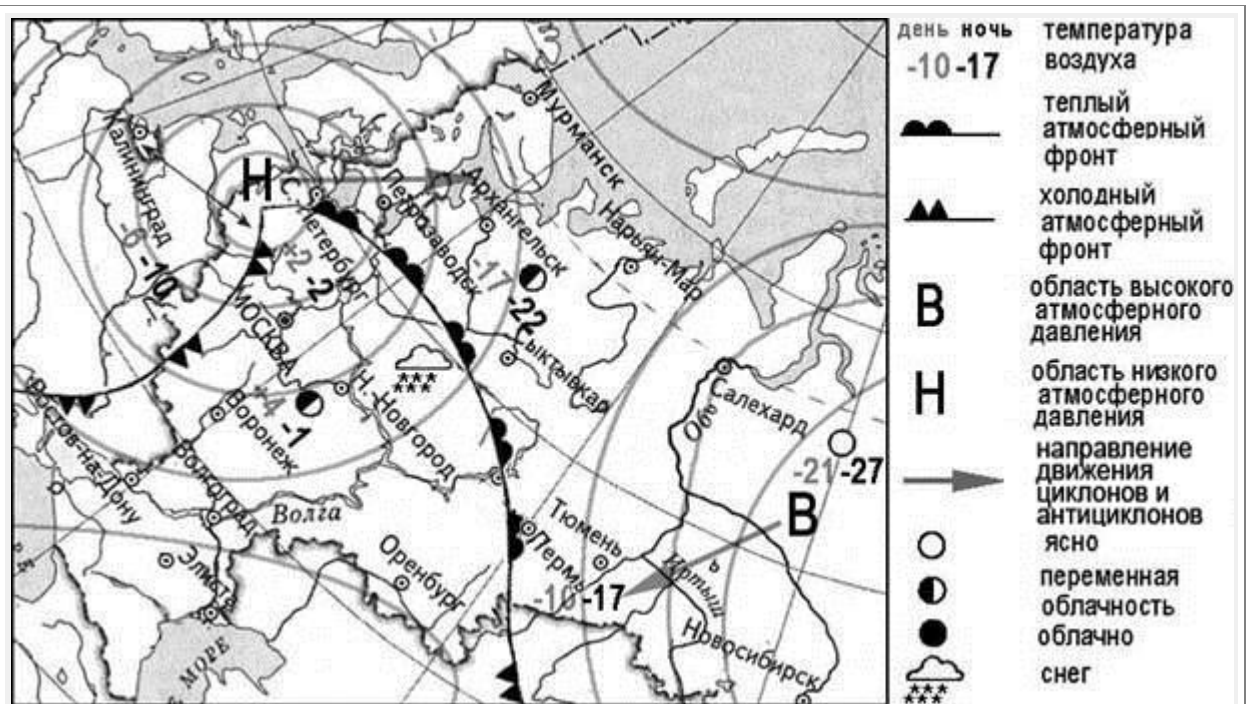 Мурманск
Калининград
-6 -10
Н
С. Петербург
Петрозаводск
Архангельск
Нарьян-Мар
+2 -2
-17 -22
МОСКВА
Сыктывкар
Н. Новгород
+4 -1
Воронеж
Салехард
Обь
-21 -27
В
Ростов-на-Дону
Волгоград
Волга
Элиста
Оренбург
Пермь
Тюмень
-10 -17
Иртыш
Новосибирск
МОРЕ
день ночь
-10 -17
температура
воздуха
теплый
атмосферный
фронт
холодный
атмосферный
фронт
В
область высокого
атмосферного
давления
Н
область низкого
атмосферного
давления
направление
движения
циклонов и
антициклонов
ясно
переменная
облачность
облачно
снег